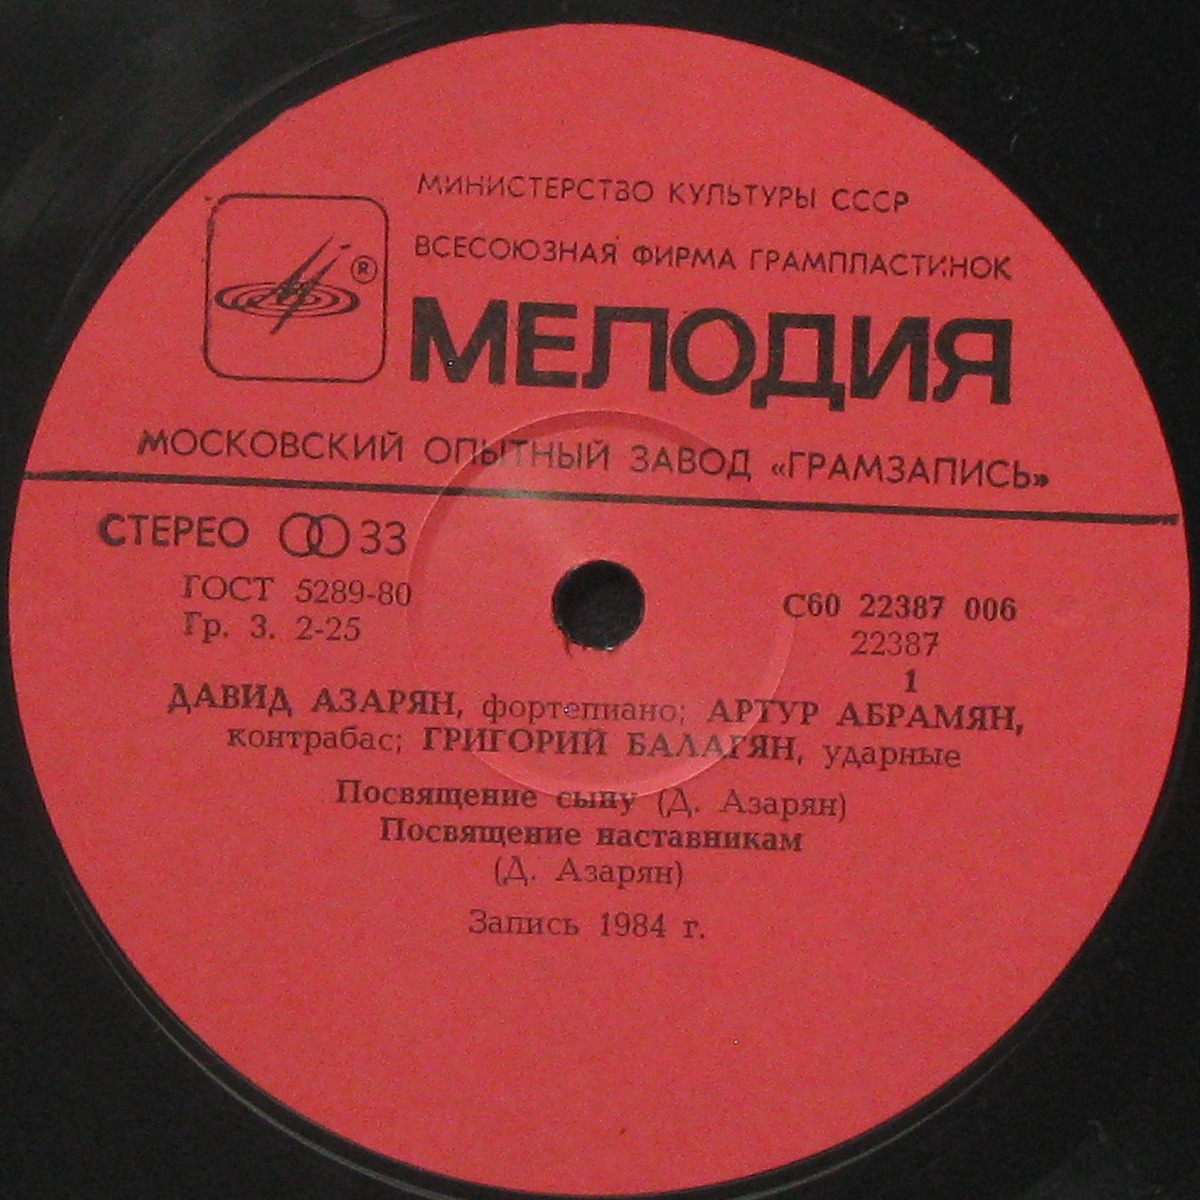 МИНИСТЕРСТВО КУЛЬТУРЫ СССР
ВСЕСОЮЗНАЯ ФИРМА ГРАМПЛАСТИНОК
®
МЕЛОДИЯ
МОСКОВСКИЙ ОПЫТНЫЙ ЗАВОД «ГРАМЗАПИСЬ»
СТЕРЕО 33
ГОСТ 5289-80
Гр. 3. 2-25
С60 22387 006
22387
1
ДАВИД АЗАРЯН, фортепиано; АРТУР АБРАМЯН,
контрабас; ГРИГОРИЙ БАЛАГЯН, ударные
Посвящение сыну (Д. Азарян)
Посвящение наставникам
(Д. Азарян)
Запись 1984 г.